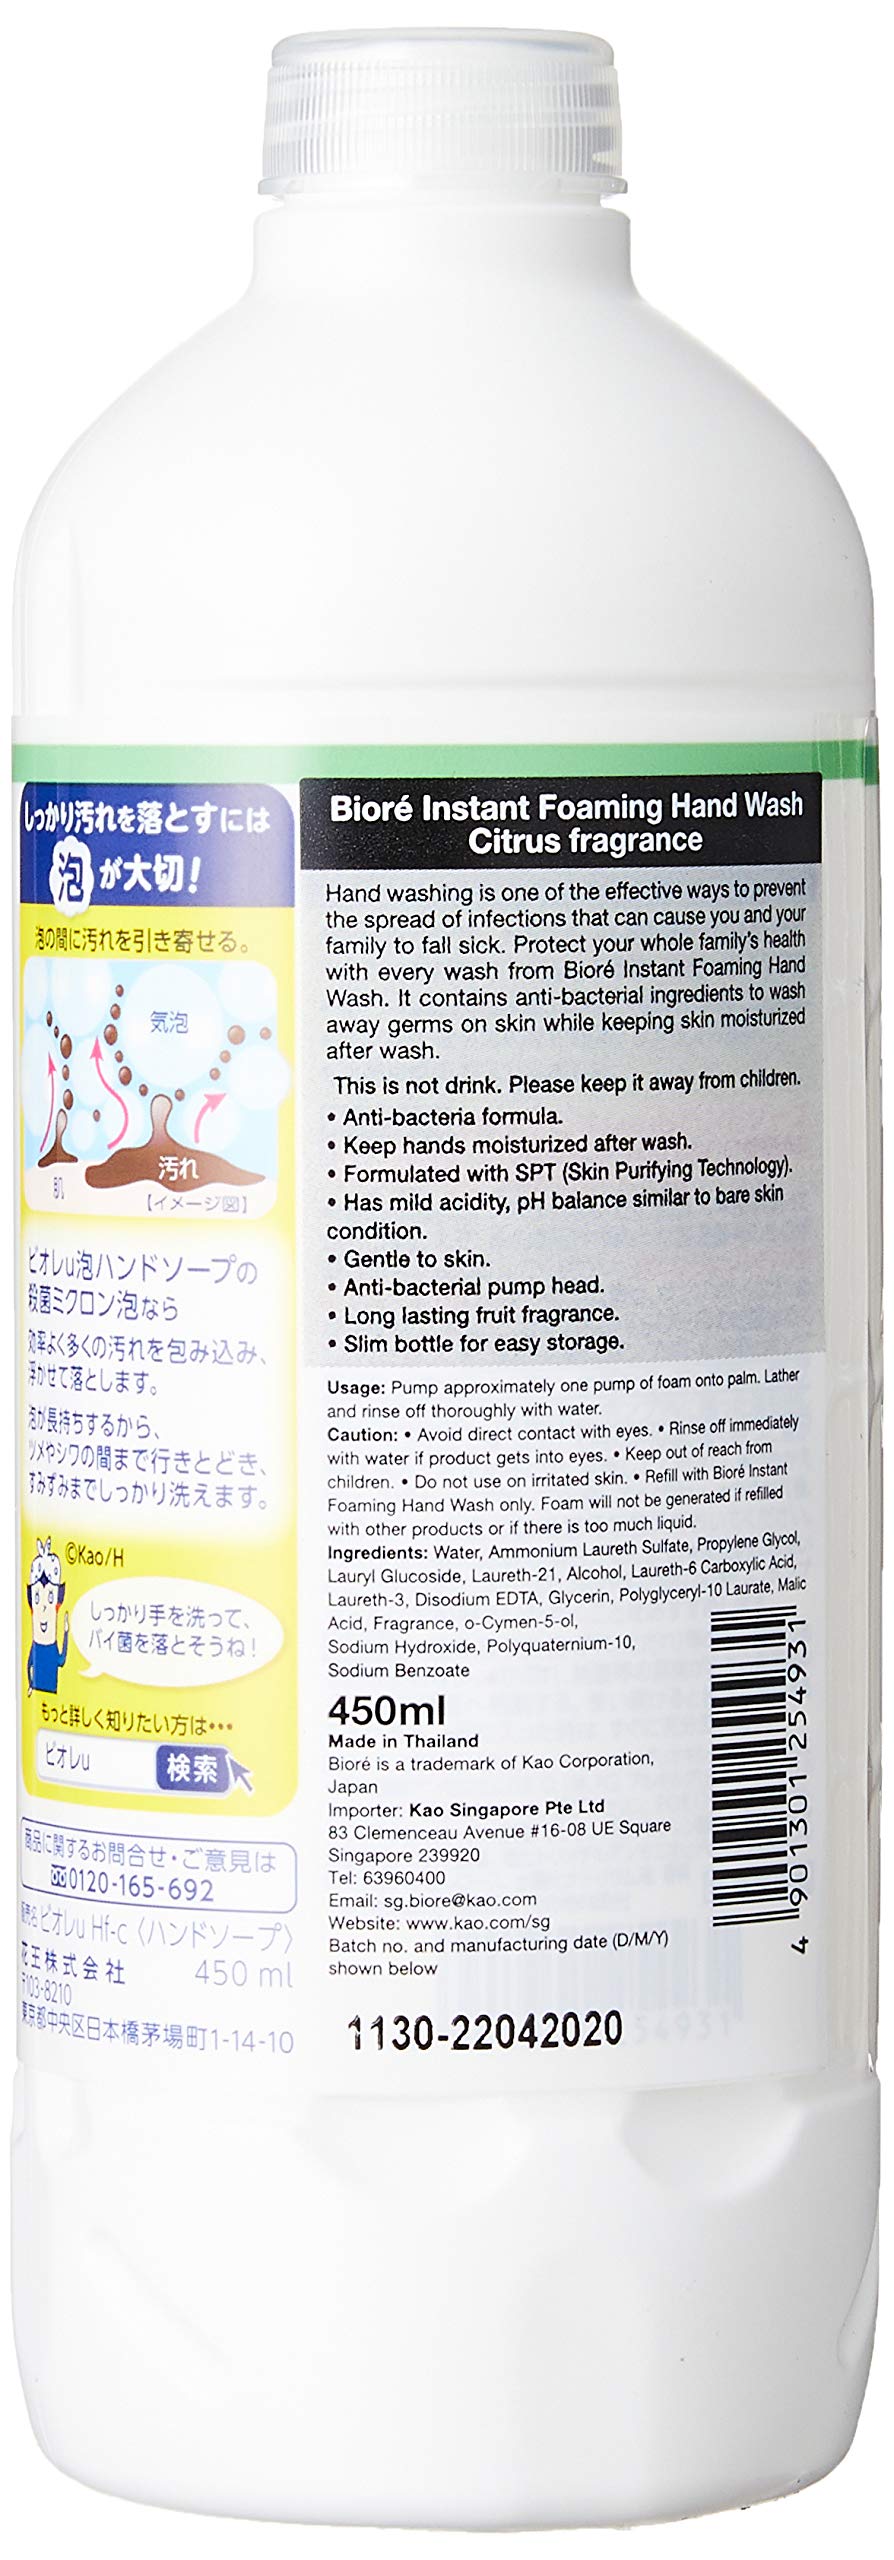 しっかり汚れを落とすには
泡が大切!
泡の間に汚れを引き寄せる。
気泡
汚れ
肌
【イメージ図】
ビオレu泡ハンドソープの
殺菌ミクロン泡なら
効率よく多くの汚れを包み込み、
浮かせて落とします。
泡が長持ちするから、
ツメやシワの間まで行きとどき、
すみずみまでしっかり洗えます。
©Kao/H
しっかり手を洗って、
バイ菌を落とそうね!
もっと詳しく知りたい方は…
ビオレu 検索
商品に関するお問合せ・ご意見は
0120-165-692
販売名 ビオレu Hf-c〈ハンドソープ〉
花王株式会社 450 ml
〒103-8210
東京都中央区日本橋茅場町1-14-10
Bioré Instant Foaming Hand Wash
Citrus fragrance
Hand washing is one of the effective ways to prevent
the spread of infections that can cause you and your
family to fall sick. Protect your whole family's health
with every wash from Bioré Instant Foaming Hand
Wash. It contains anti-bacterial ingredients to wash
away germs on skin while keeping skin moisturized
after wash.
This is not drink. Please keep it away from children.
• Anti-bacteria formula.
• Keep hands moisturized after wash.
• Formulated with SPT (Skin Purifying Technology).
• Has mild acidity, pH balance similar to bare skin
condition.
• Gentle to skin.
• Anti-bacterial pump head.
• Long lasting fruit fragrance.
• Slim bottle for easy storage.
Usage: Pump approximately one pump of foam onto palm. Lather
and rinse off thoroughly with water.
Caution: • Avoid direct contact with eyes. • Rinse off immediately
with water if product gets into eyes. • Keep out of reach from
children. • Do not use on irritated skin. • Refill with Bioré Instant
Foaming Hand Wash only. Foam will not be generated if refilled
with other products or if there is too much liquid.
Ingredients: Water, Ammonium Laureth Sulfate, Propylene Glycol,
Lauryl Glucoside, Laureth-21, Alcohol, Laureth-6 Carboxylic Acid,
Laureth-3, Disodium EDTA, Glycerin, Polyglyceryl-10 Laurate, Malic
Acid, Fragrance, o-Cymen-5-ol,
Sodium Hydroxide, Polyquaternium-10,
Sodium Benzoate
450ml
Made in Thailand
Bioré is a trademark of Kao Corporation,
Japan
Importer: Kao Singapore Pte Ltd
83 Clemenceau Avenue #16-08 UE Square
Singapore 239920
Tel: 63960400
Email: sg.biore@kao.com
Website: www.kao.com/sg
Batch no. and manufacturing date (D/M/Y)
shown below
1130-22042020
54931
4 901301 254931